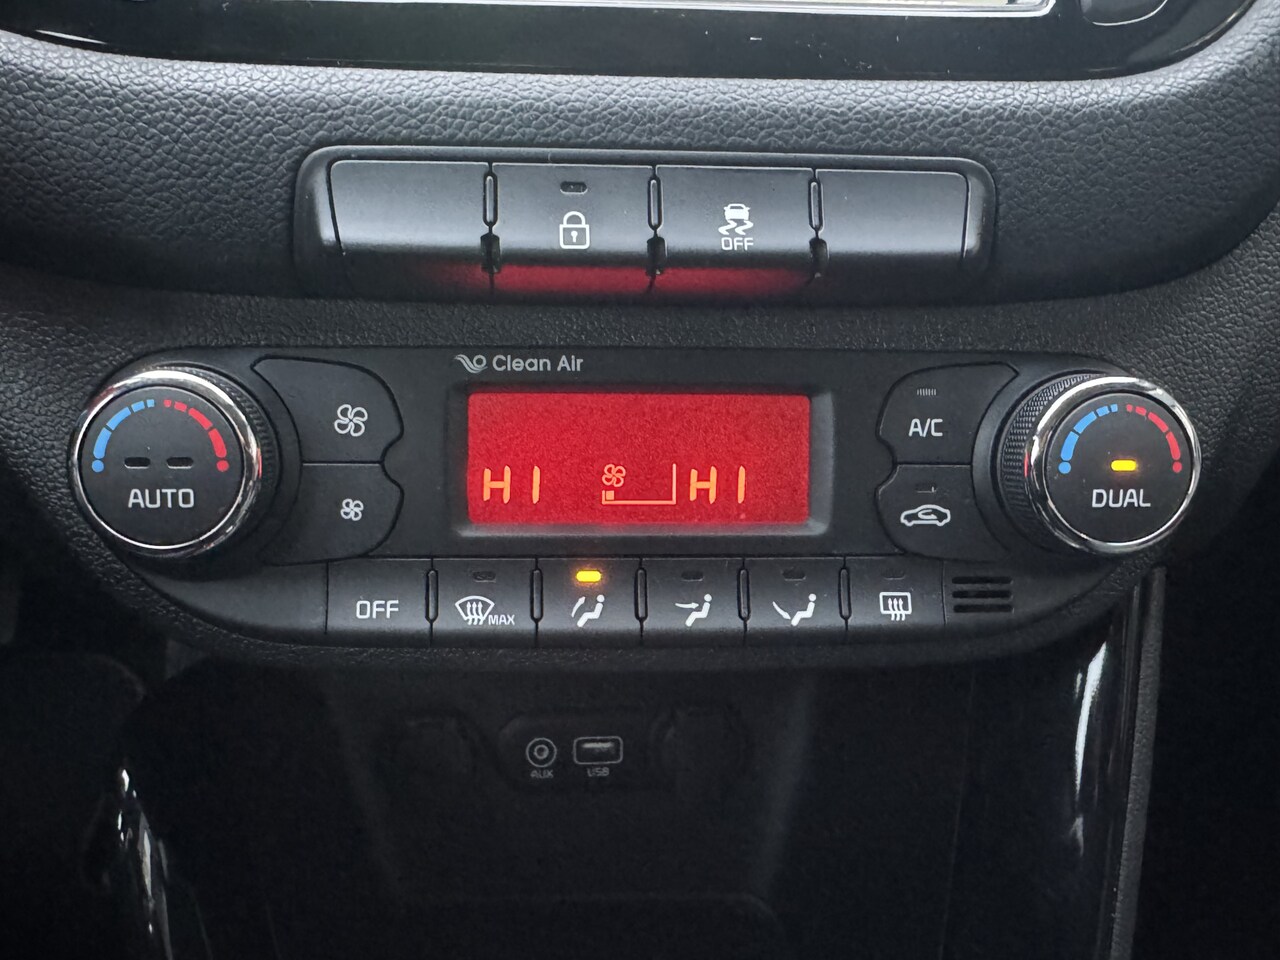 OFF
Clean Air
AUTO
HI
HI
A/C
DUAL
OFF
MAX
AUX
USB